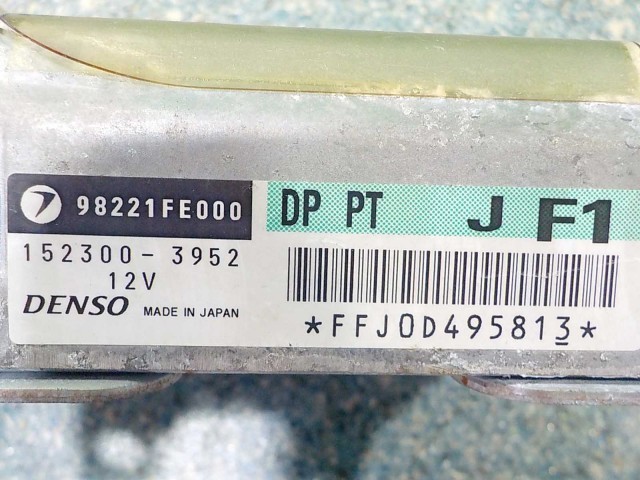 98221FE000
DP PT J F1
152300-3952
12V
DENSO MADE IN JAPAN
*FFJ0D495813*